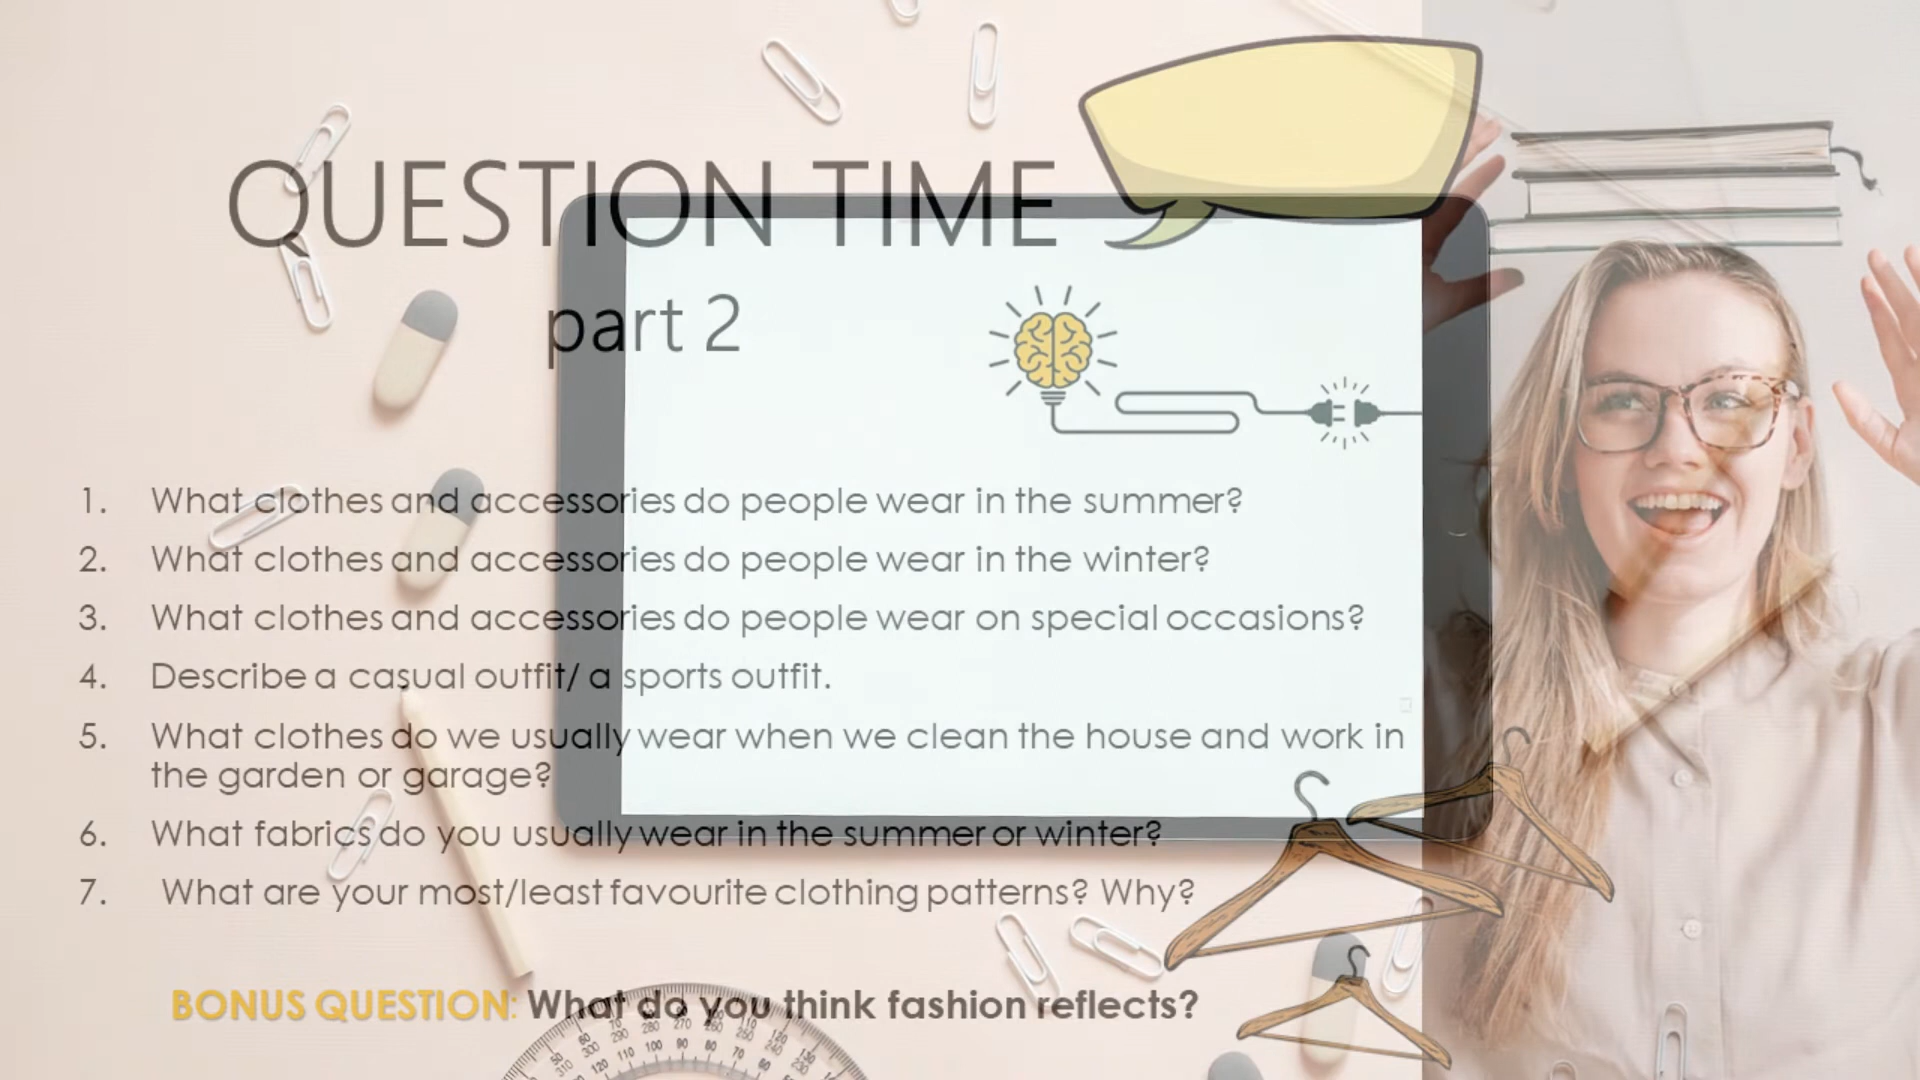 QUESTION TIME
part 2
1. What clothes and accessories do people wear in the summer?
2. What clothes and accessories do people wear in the winter?
3. What clothes and accessories do people wear on special occasions?
4. Describe a casual outfit/ a sports outfit.
5. What clothes do we usually wear when we clean the house and work in
the garden or garage?
6. What fabrics do you usually wear in the summer or winter?
7. What are your most/least favourite clothing patterns? Why?
BONUS QUESTION: What do you think fashion reflects?